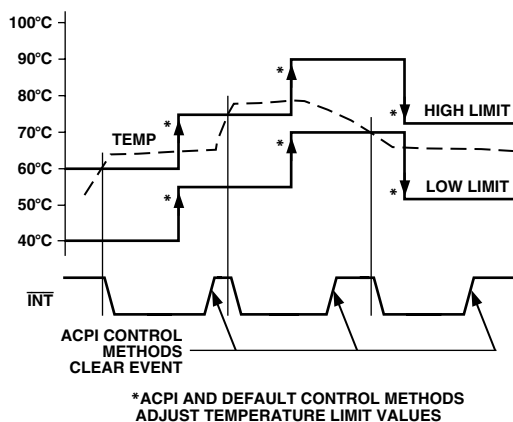 100°C
90°C
80°C
70°C
60°C
50°C
40°C
TEMP
HIGH LIMIT
LOW LIMIT
*
*
*
*
*
*
INT
ACPI CONTROL
METHODS
CLEAR EVENT
*ACPI AND DEFAULT CONTROL METHODS
ADJUST TEMPERATURE LIMIT VALUES